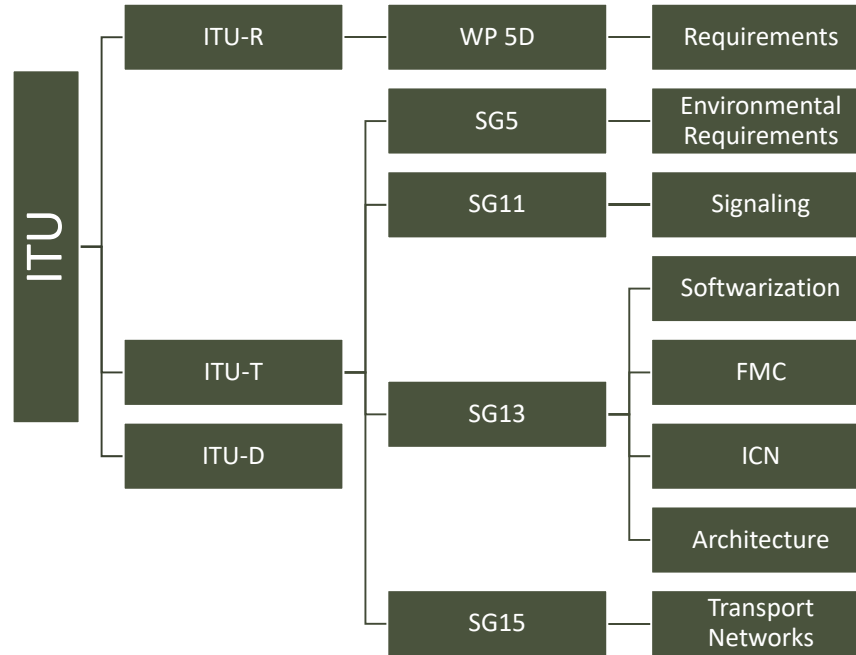 ITU
ITU-R
WP 5D
Requirements
ITU-T
SG5
Environmental
Requirements
SG11
Signaling
SG13
Softwarization
FMC
ICN
Architecture
SG15
Transport
Networks
ITU-D